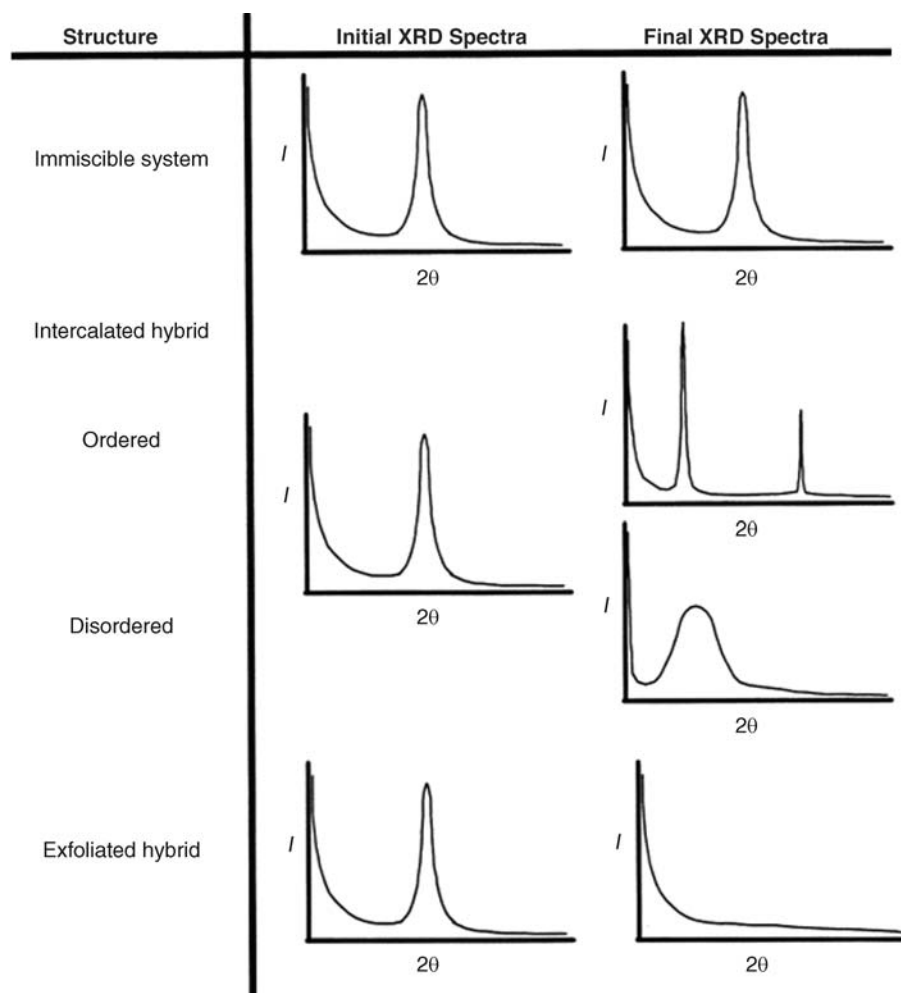 Structure Initial XRD Spectra Final XRD Spectra
Immiscible system
I
2θ
I
2θ
Intercalated hybrid
Ordered
I
2θ
I
2θ
Disordered
I
2θ
Exfoliated hybrid
I
2θ
I
2θ